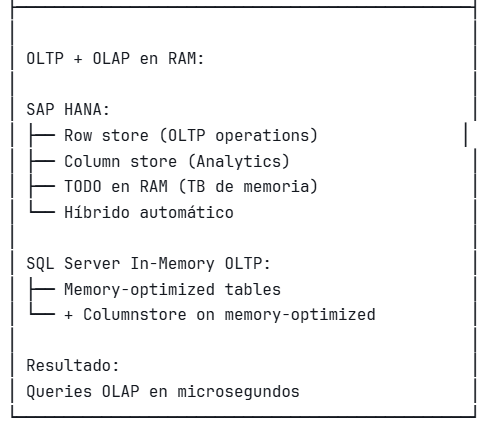 OLTP + OLAP en RAM:
SAP HANA:
├── Row store (OLTP operations)
├── Column store (Analytics)
├── TODO en RAM (TB de memoria)
└── Híbrido automático
SQL Server In-Memory OLTP:
├── Memory-optimized tables
└── + Columnstore on memory-optimized
Resultado:
Queries OLAP en microsegundos